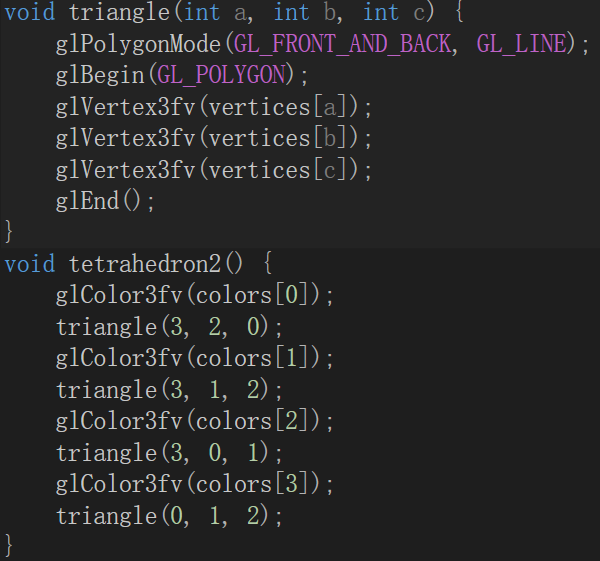 void triangle(int a, int b, int c) {
    glPolygonMode(GL_FRONT_AND_BACK, GL_LINE);
    glBegin(GL_POLYGON);
    glVertex3fv(vertices[a]);
    glVertex3fv(vertices[b]);
    glVertex3fv(vertices[c]);
    glEnd();
}
void tetrahedron2() {
    glColor3fv(colors[0]);
    triangle(3, 2, 0);
    glColor3fv(colors[1]);
    triangle(3, 1, 2);
    glColor3fv(colors[2]);
    triangle(3, 0, 1);
    glColor3fv(colors[3]);
    triangle(0, 1, 2);
}